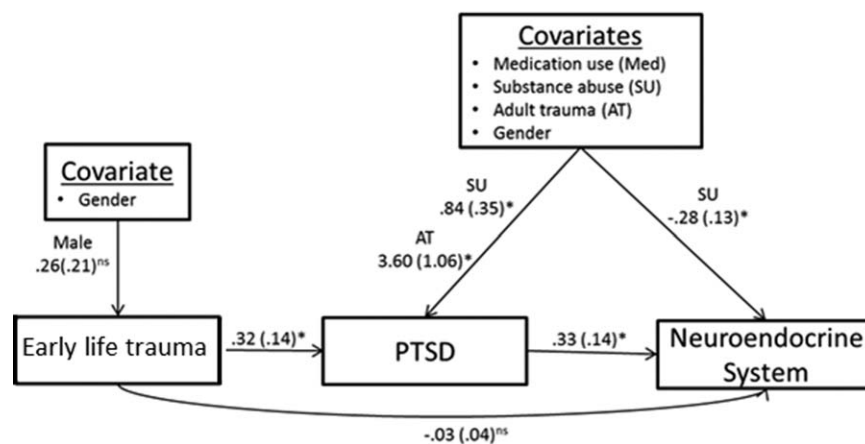 Covariates
• Medication use (Med)
• Substance abuse (SU)
• Adult trauma (AT)
• Gender
Covariate
• Gender
SU
.84 (.35)*
SU
-.28 (.13)*
Male
.26(.21)ns
AT
3.60 (1.06)*
Early life trauma
.32 (.14)*
PTSD
.33 (.14)*
Neuroendocrine
System
-.03 (.04)ns